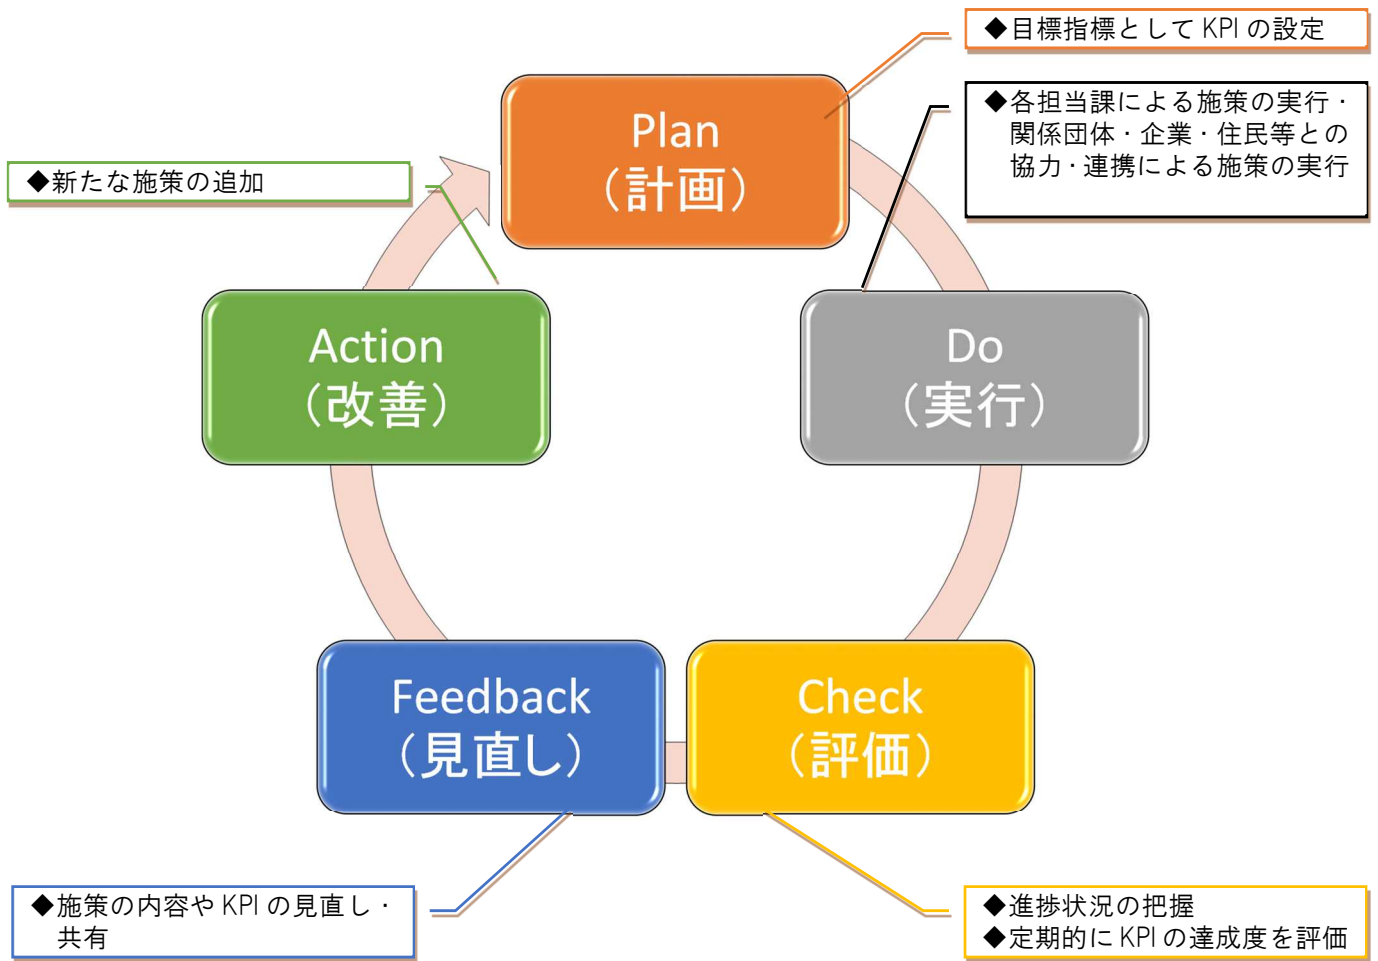 ◆目標指標として KPI の設定
Plan
（計画）
◆各担当課による施策の実行・
関係団体・企業・住民等との
協力・連携による施策の実行
◆新たな施策の追加
Action
（改善）
Do
（実行）
Feedback
（見直し）
Check
（評価）
◆施策の内容や KPI の見直し・
共有
◆進捗状況の把握
◆定期的に KPI の達成度を評価